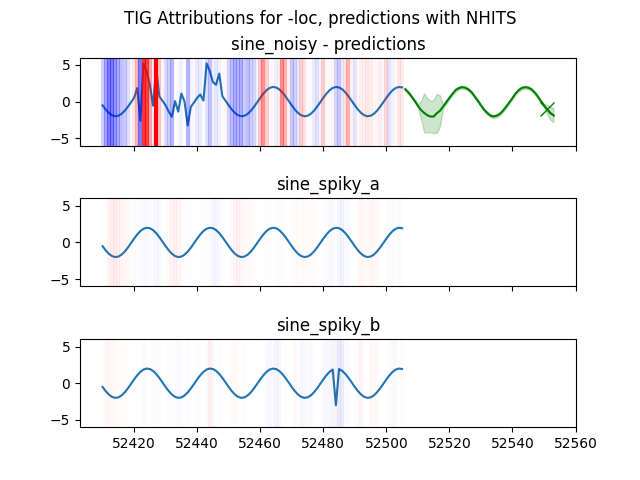 TIG Attributions for -loc, predictions with NHITS
sine_noisy - predictions
5
0
−5
sine_spiky_a
5
0
−5
sine_spiky_b
5
0
−5
52420 52440 52460 52480 52500 52520 52540 52560